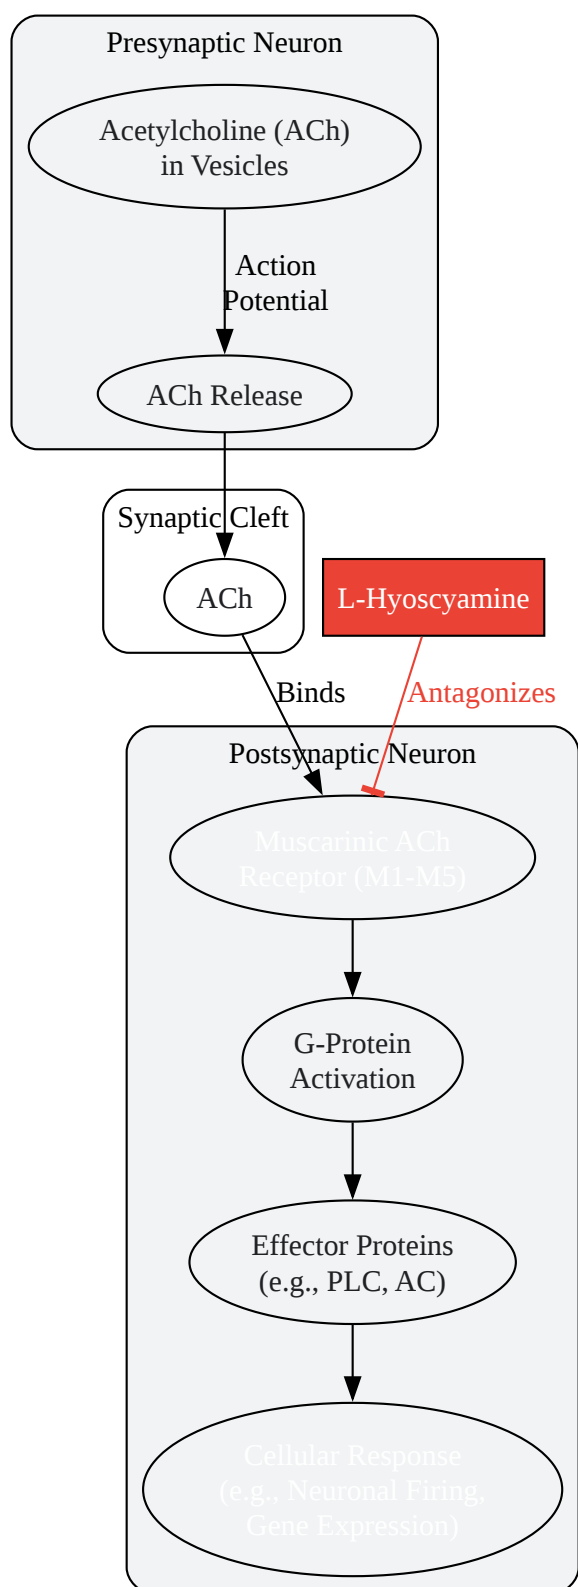 Presynaptic Neuron
Acetylcholine (ACh)
in Vesicles
Action
Potential
ACh Release
Synaptic Cleft
ACh
L-Hyoscyamine
Binds
Antagonizes
Postsynaptic Neuron
Muscarinic ACh
Receptor (M1-M5)
G-Protein
Activation
Effector Proteins
(e.g., PLC, AC)
Cellular Response
(e.g., Neuronal Firing,
Gene Expression)